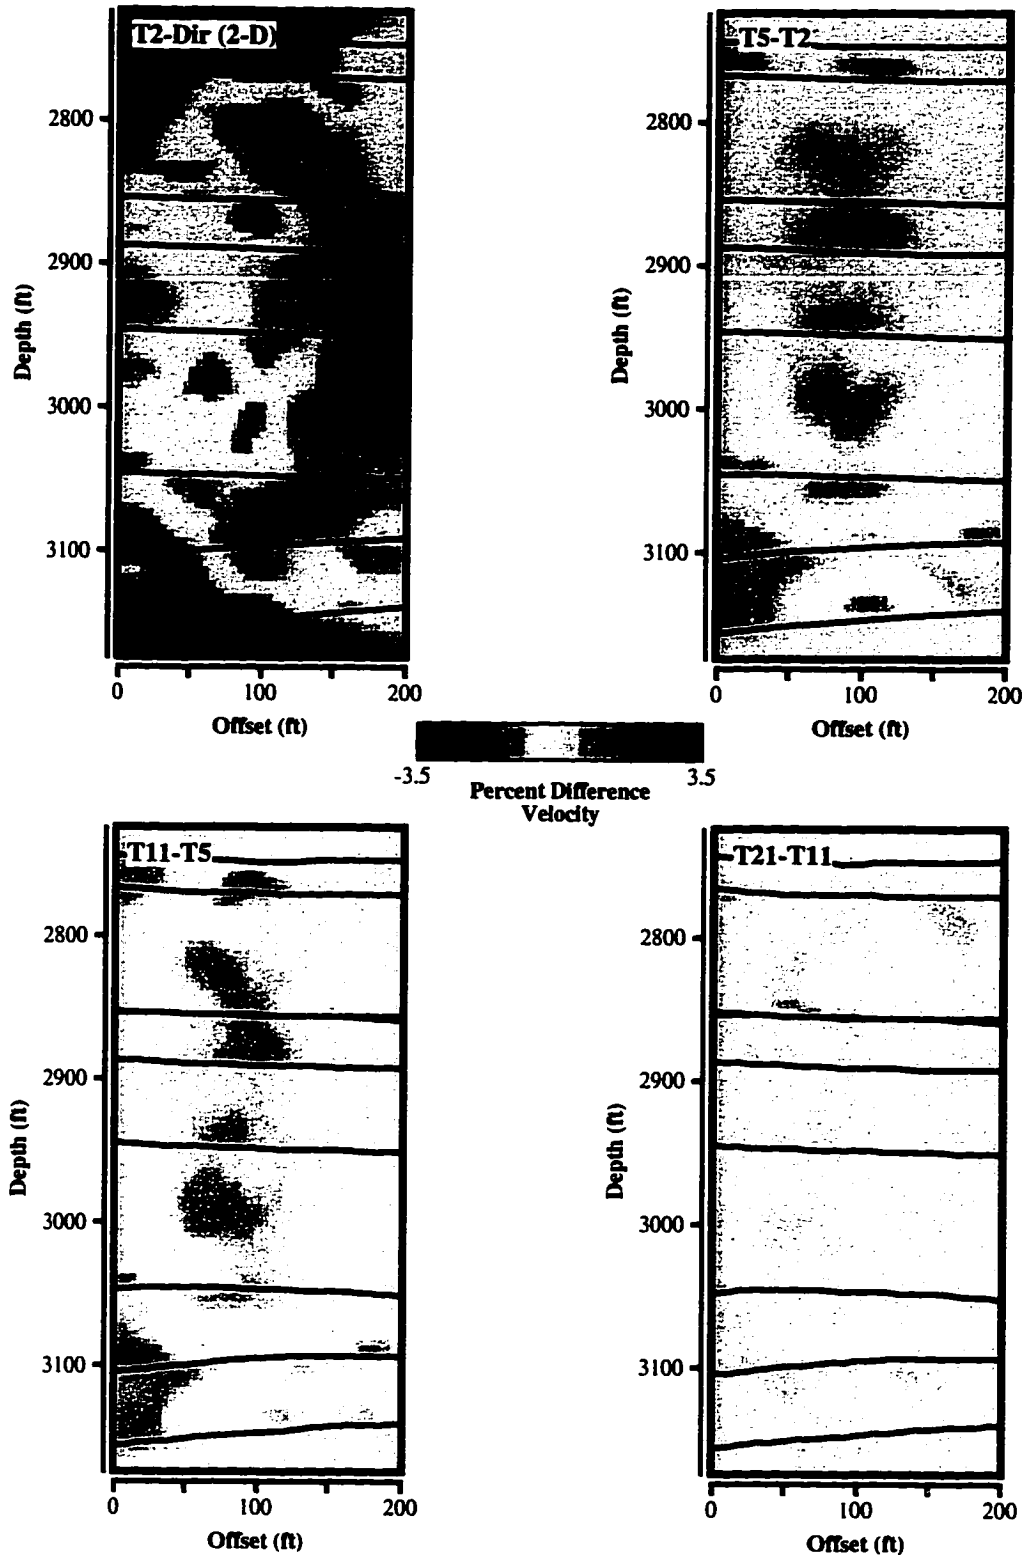 T2-Dir (2-D)
2800
2900
3000
3100
Depth (ft)
0 100 200
Offset (ft)
T5-T2
2800
2900
3000
3100
Depth (ft)
0 100 200
Offset (ft)
-3.5 3.5
Percent Difference
Velocity
T11-T5
2800
2900
3000
3100
Depth (ft)
0 100 200
Offset (ft)
T21-T11
2800
2900
3000
3100
Depth (ft)
0 100 200
Offset (ft)